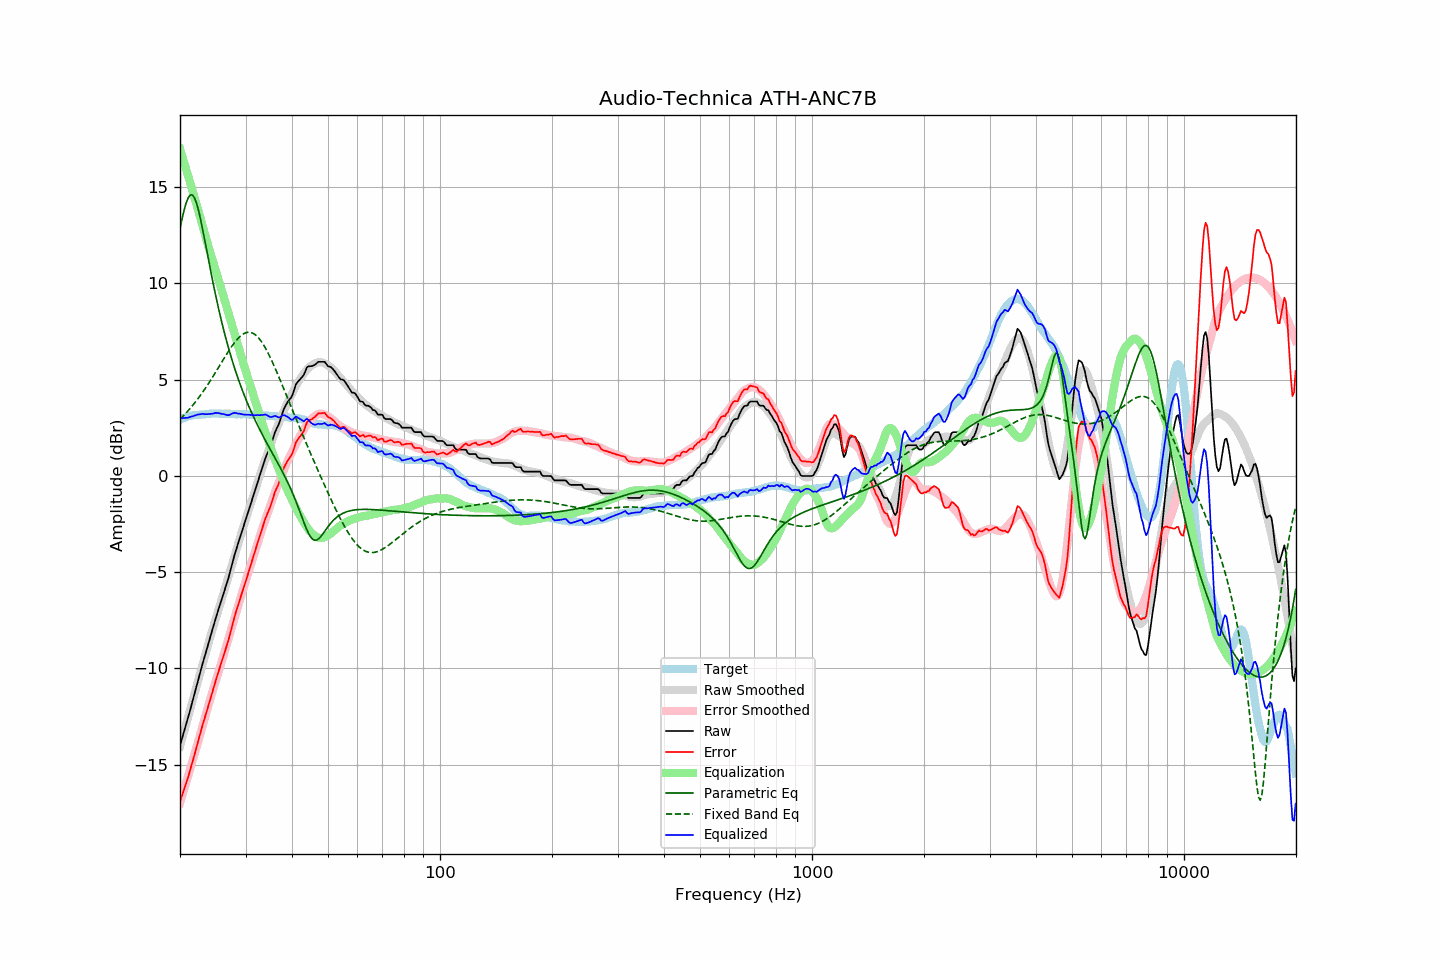 Audio-Technica ATH-ANC7B
Amplitude (dBr)
15
10
5
0
−5
−10
−15
Target
Raw Smoothed
Error Smoothed
Raw
Error
Equalization
Parametric Eq
Fixed Band Eq
Equalized
100 1000 10000
Frequency (Hz)